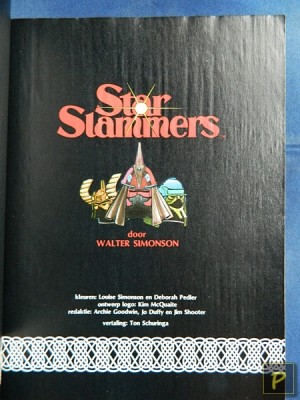 Star
Slammers
door
WALTER SIMONSON
kleuren: Louise Simonson en Deborah Pedler
ontwerp logo: Kim McQuaite
redaktie: Archie Goodwin, Jo Duffy en Jim Shooter
vertaling: Ton Schuringa
P